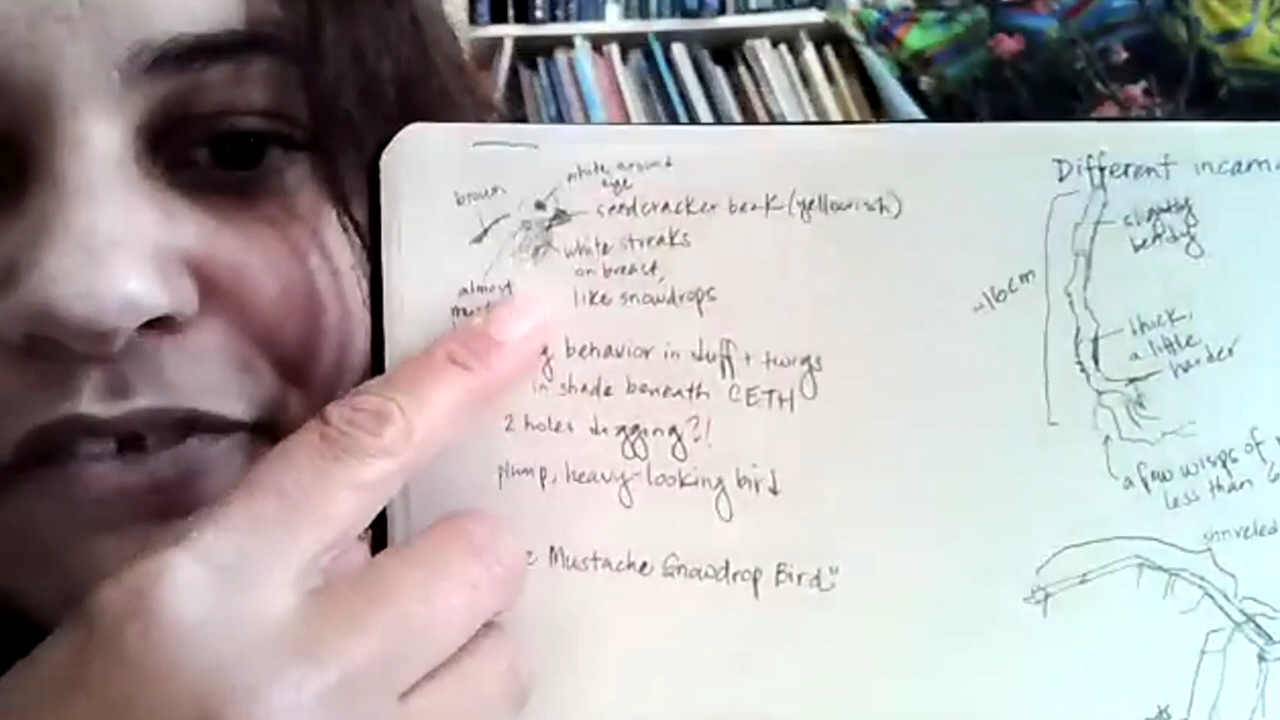 white around
eye
brown
seedcracker beak (yellowish)
white streaks
on breast,
like snowdrops
almost
behavior in duff + twigs
in shade beneath CETH
2 holes digging?!
plump, heavy-looking bird
Mustache Snowdrop Bird"
Different incarn
slightly
bendy
~16cm
thick,
a little
harder
a few wisps of
less than
shriveled